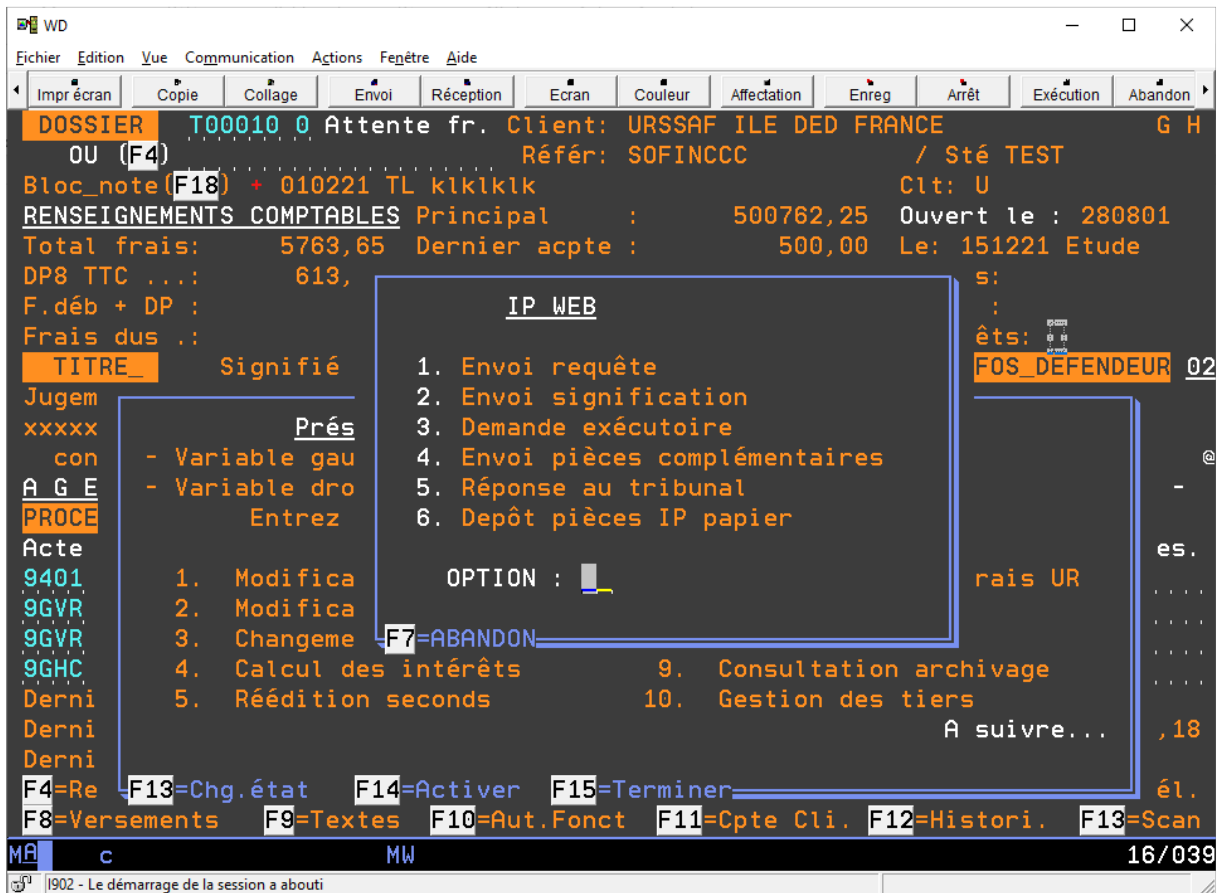 WD
Fichier Edition Vue Communication Actions Fenêtre Aide
Impr écran Copie Collage Envoi Réception Ecran Couleur Affectation Enreg Arrêt Exécution Abandon
DOSSIER T00010 0 Attente fr. Client: URSSAF ILE DED FRANCE G H
OU (F4) Référ: SOFINCCC / Sté TEST
Bloc_note(F18) + 010221 TL klklklk Clt: U
RENSEIGNEMENTS COMPTABLES Principal : 500762,25 Ouvert le : 280801
Total frais: 5763,65 Dernier acpte : 500,00 Le: 151221 Etude
DP8 TTC ...: 613, s:
F.déb + DP : IP WEB :
Frais dus .: êts:
TITRE_ Signifié 1. Envoi requête FOS_DEFENDEUR 02
Jugem 2. Envoi signification
xxxxx Prés 3. Demande exécutoire
con - Variable gau 4. Envoi pièces complémentaires @
A G E - Variable dro 5. Réponse au tribunal -
PROCE Entrez 6. Depôt pièces IP papier
Acte es.
9401 1. Modifica OPTION : rais UR
9GVR 2. Modifica
9GVR 3. Changeme F7=ABANDON
9GHC 4. Calcul des intérêts 9. Consultation archivage
Derni 5. Réédition seconds 10. Gestion des tiers
Derni A suivre... ,18
Derni
F4=Re F13=Chg.état F14=Activer F15=Terminer él.
F8=Versements F9=Textes F10=Aut.Fonct F11=Cpte Cli. F12=Histori. F13=Scan
MA c MW 16/039
I902 - Le démarrage de la session a abouti